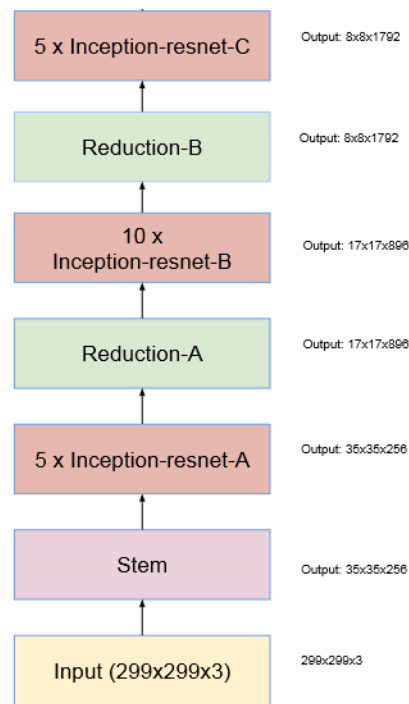 5 x Inception-resnet-C
Output: 8x8x1792
Reduction-B
Output: 8x8x1792
10 x
Inception-resnet-B
Output: 17x17x896
Reduction-A
Output: 17x17x896
5 x Inception-resnet-A
Output: 35x35x256
Stem
Output: 35x35x256
Input (299x299x3)
299x299x3